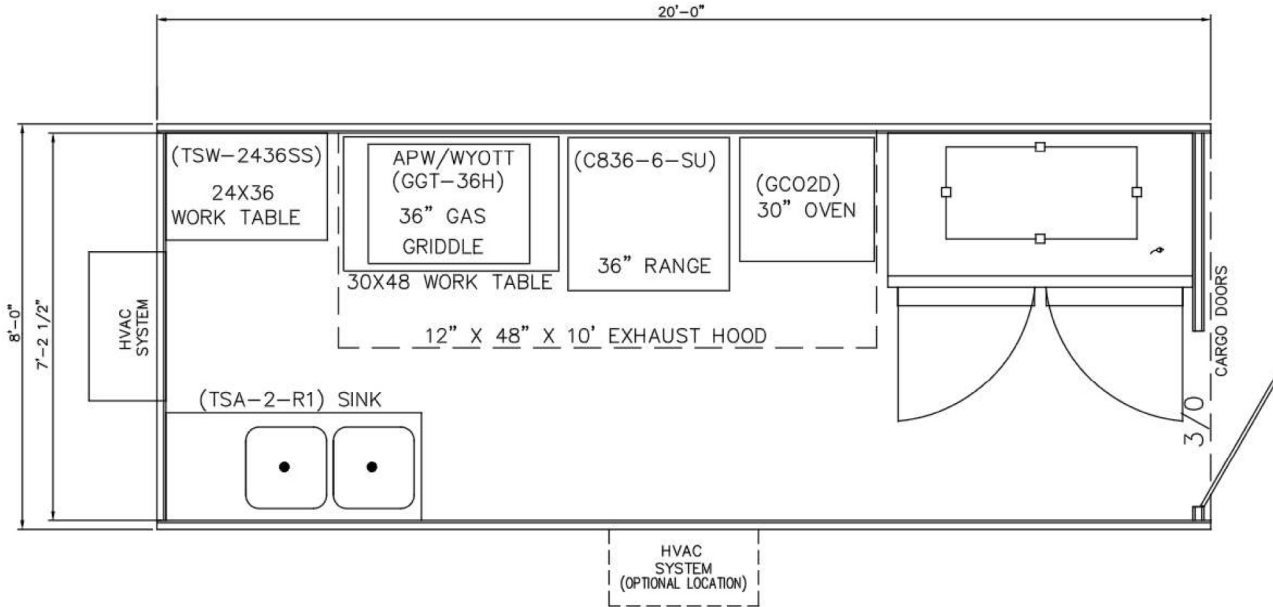 20'-0"
(TSW-2436SS)
24X36
WORK TABLE
APW/WYOTT
(GGT-36H)
36" GAS
GRIDDLE
30X48 WORK TABLE
(C836-6-SU)
36" RANGE
(GCO2D)
30" OVEN
12" X 48" X 10' EXHAUST HOOD
8'-0"
7'-2 1/2"
HVAC
SYSTEM
CARGO DOORS
3/0
(TSA-2-R1) SINK
HVAC
SYSTEM
(OPTIONAL LOCATION)